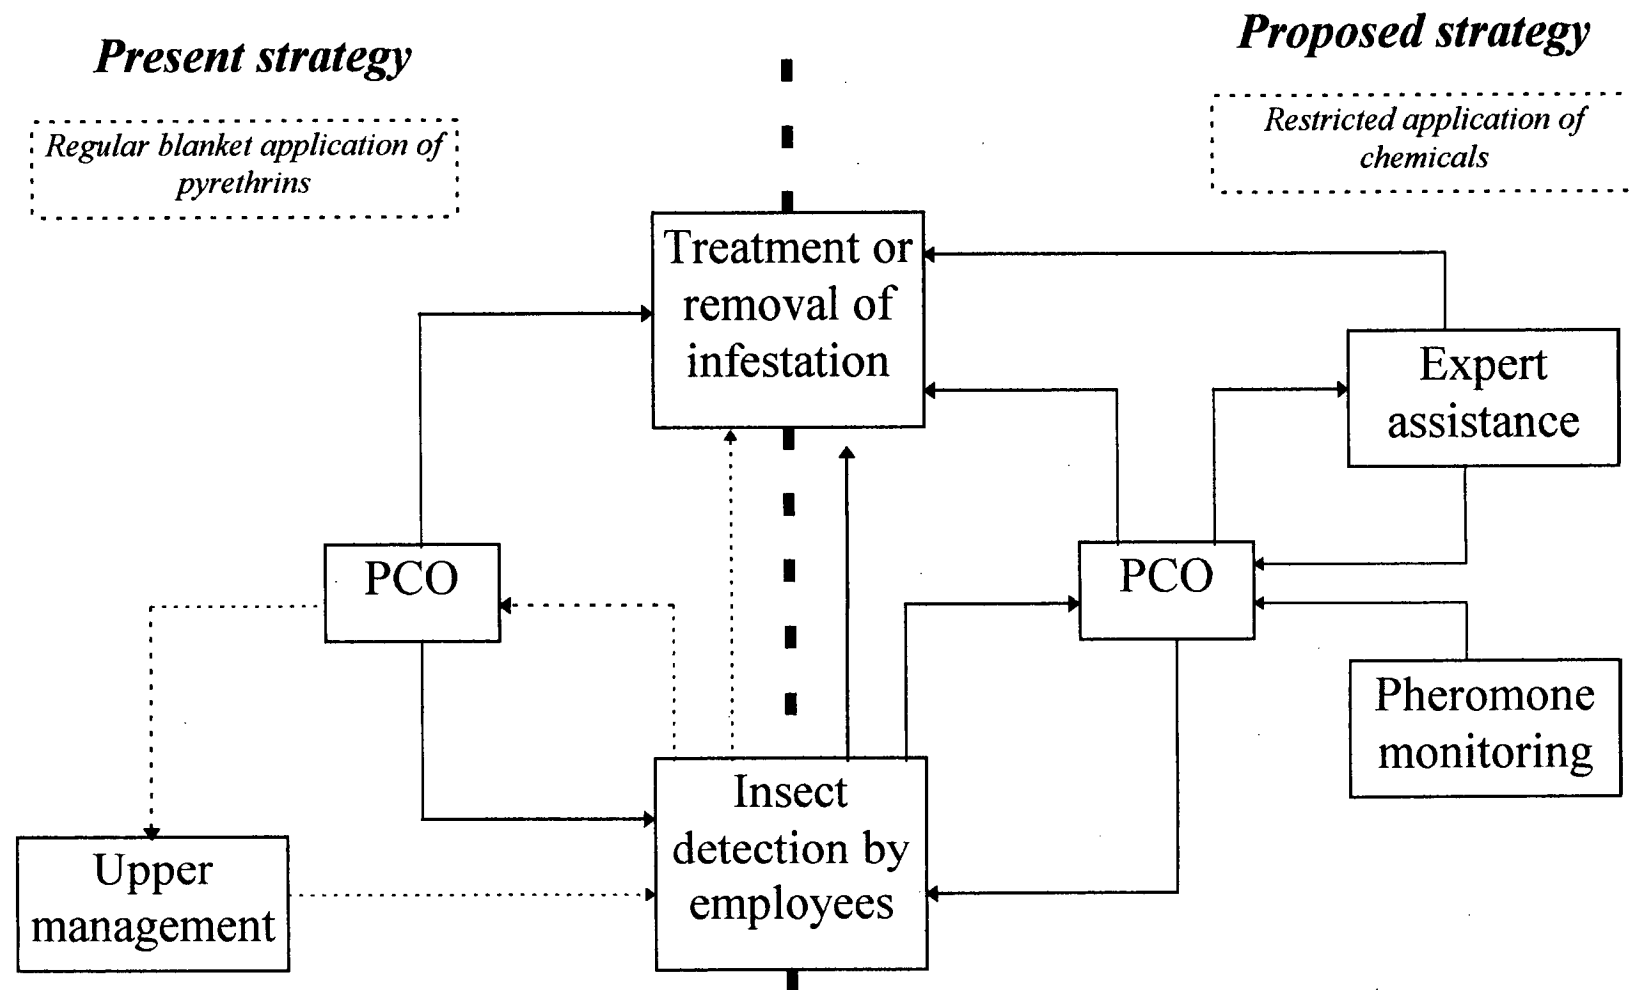 Present strategy
Proposed strategy
Regular blanket application of
pyrethrins
Restricted application of
chemicals
Treatment or
removal of
infestation
Expert
assistance
PCO
PCO
Pheromone
monitoring
Insect
detection by
employees
Upper
management